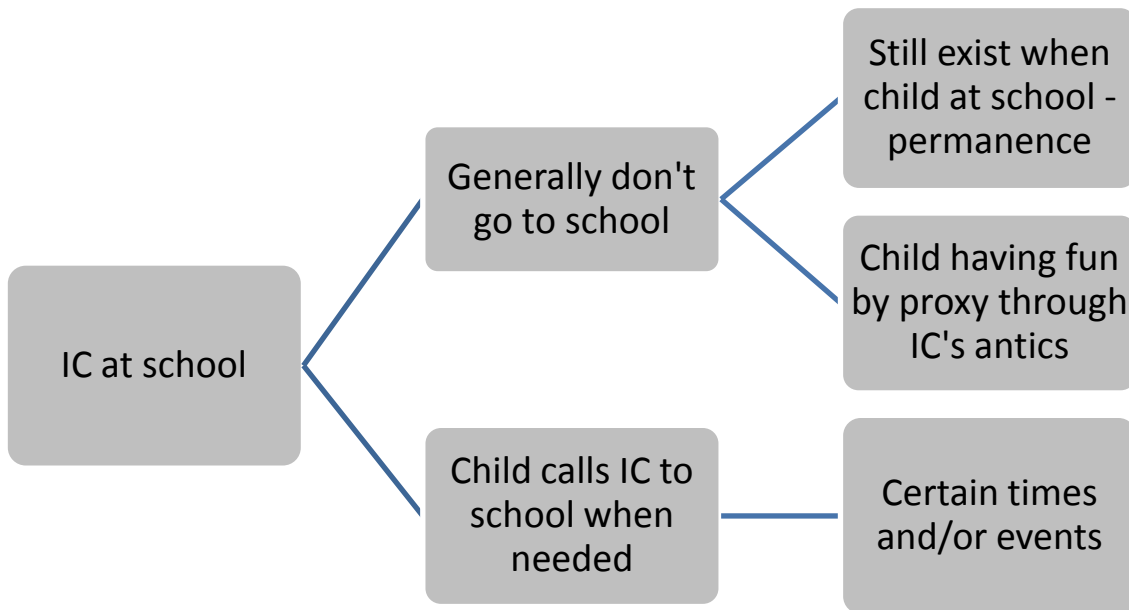 IC at school
Generally don't
go to school
Still exist when
child at school -
permanence
Child having fun
by proxy through
IC's antics
Child calls IC to
school when
needed
Certain times
and/or events